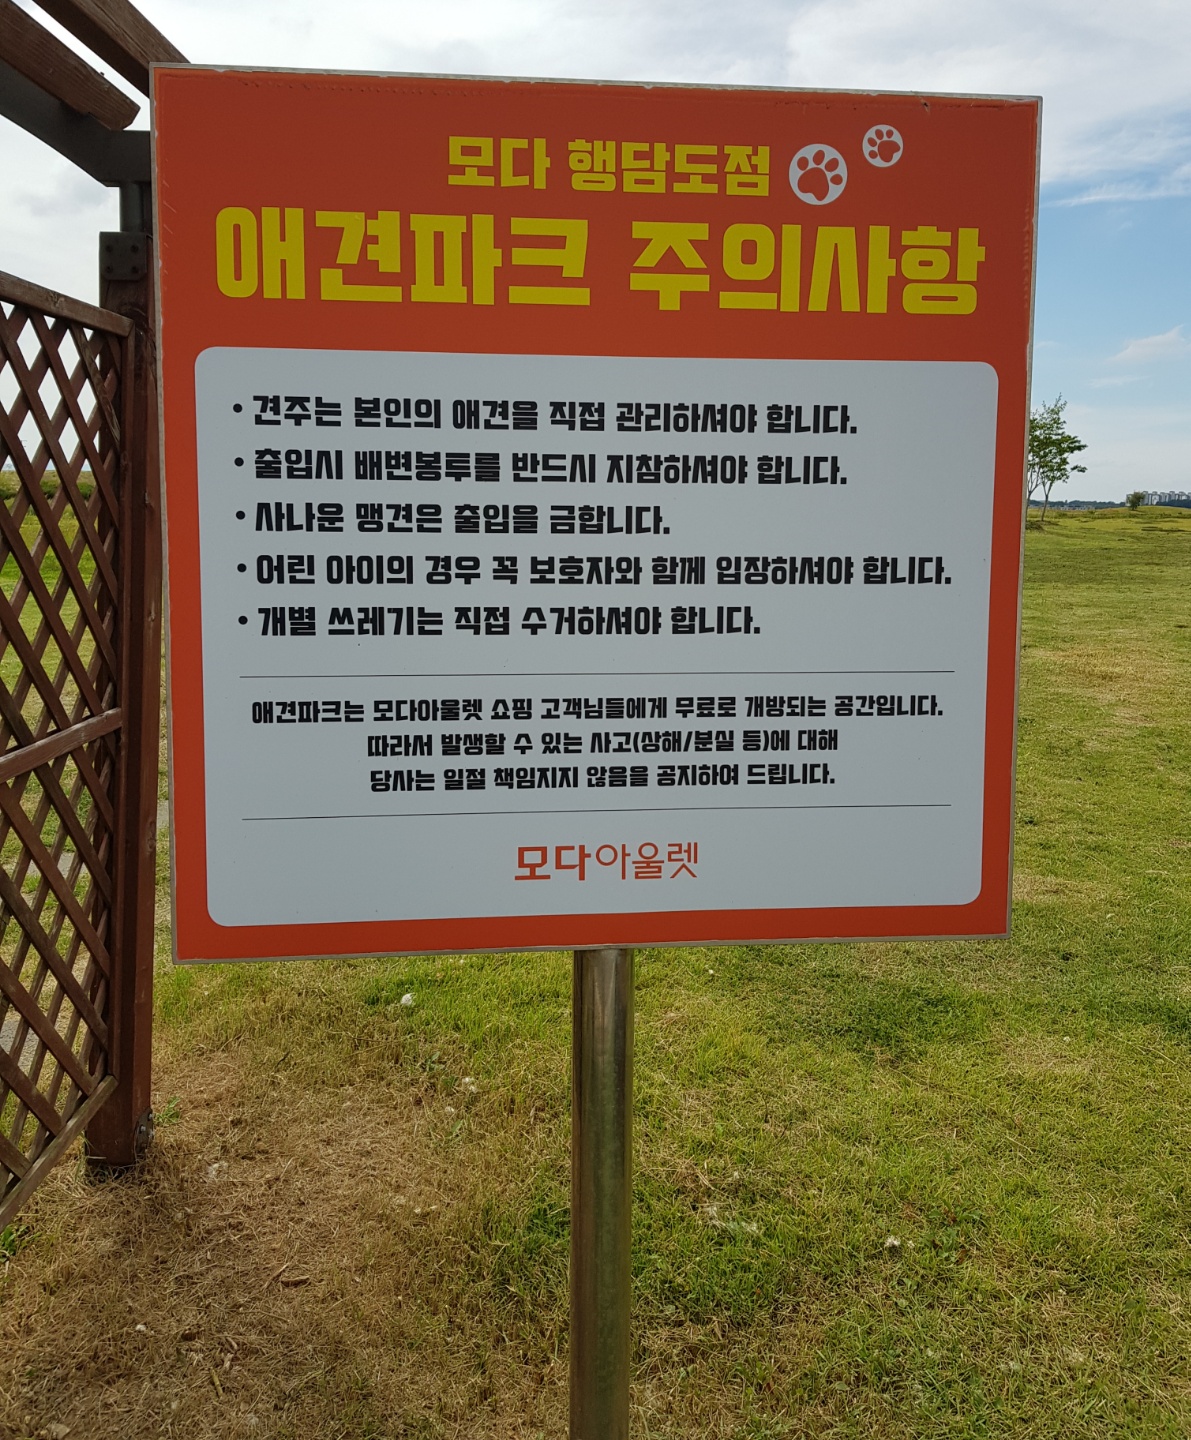 모다 행담도점
애견파크 주의사항
• 견주는 본인의 애견을 직접 관리하셔야 합니다.
• 출입시 배변봉투를 반드시 지참하셔야 합니다.
• 사나운 맹견은 출입을 금합니다.
• 어린 아이의 경우 꼭 보호자와 함께 입장하셔야 합니다.
• 개별 쓰레기는 직접 수거하셔야 합니다.
애견파크는 모다아울렛 쇼핑 고객님들에게 무료로 개방되는 공간입니다.
따라서 발생할 수 있는 사고(상해/분실 등)에 대해
당사는 일절 책임지지 않음을 공지하여 드립니다.
모다아울렛